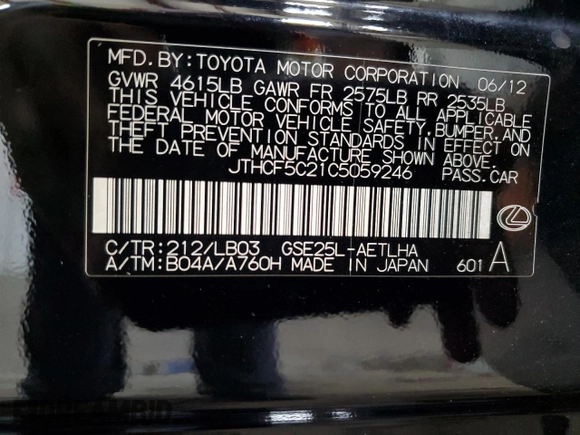 MFD.BY:TOYOTA MOTOR CORPORATION 06/12
GVWR 4615LB GAWR FR 2575LB RR 2535LB
THIS VEHICLE CONFORMS TO ALL APPLICABLE
FEDERAL MOTOR VEHICLE SAFETY,BUMPER,AND
THEFT PREVENTION STANDARDS IN EFFECT ON
THE DATE OF MANUFACTURE SHOWN ABOVE.
JTHCF5C21C5059246 PASS.CAR
C/TR:212/LB03 GSE25L-AETLHA
A/TM:B04A/A760H MADE IN JAPAN 601 A